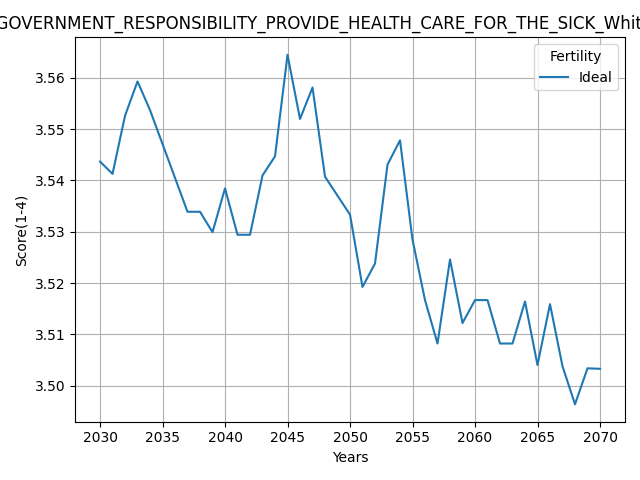 GOVERNMENT_RESPONSIBILITY_PROVIDE_HEALTH_CARE_FOR_THE_SICK_Whit
Fertility
Ideal
Score(1-4)
3.56
3.55
3.54
3.53
3.52
3.51
3.50
2030 2035 2040 2045 2050 2055 2060 2065 2070
Years